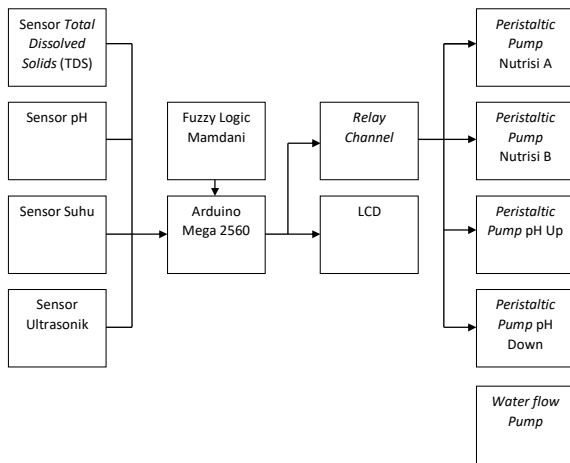 Sensor Total
Dissolved
Solids (TDS)
Sensor pH
Sensor Suhu
Sensor
Ultrasonik
Fuzzy Logic
Mamdani
Arduino
Mega 2560
Relay
Channel
LCD
Peristaltic
Pump
Nutrisi A
Peristaltic
Pump
Nutrisi B
Peristaltic
Pump pH Up
Peristaltic
Pump pH
Down
Water flow
Pump